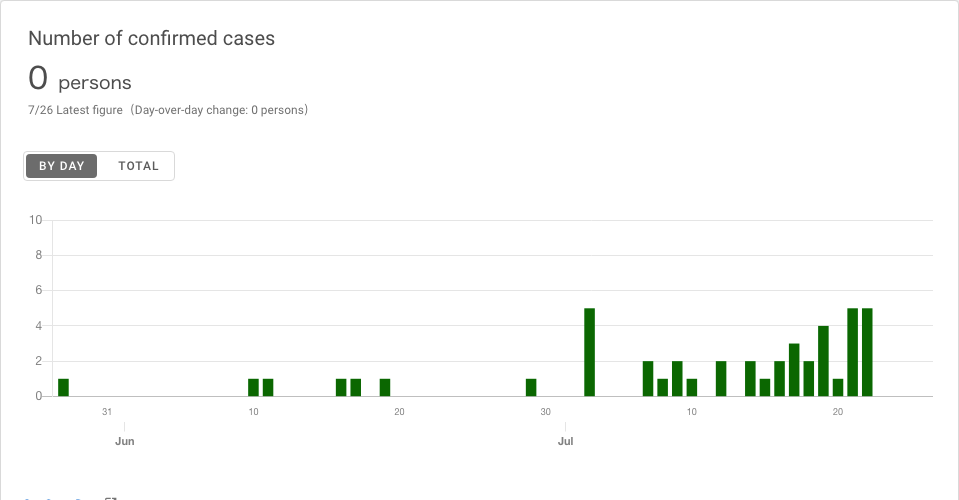 Number of confirmed cases
0 persons
7/26 Latest figure（Day-over-day change: 0 persons）
BY DAY TOTAL
10
8
6
4
2
0
31 10 20 30 10 20
Jun Jul